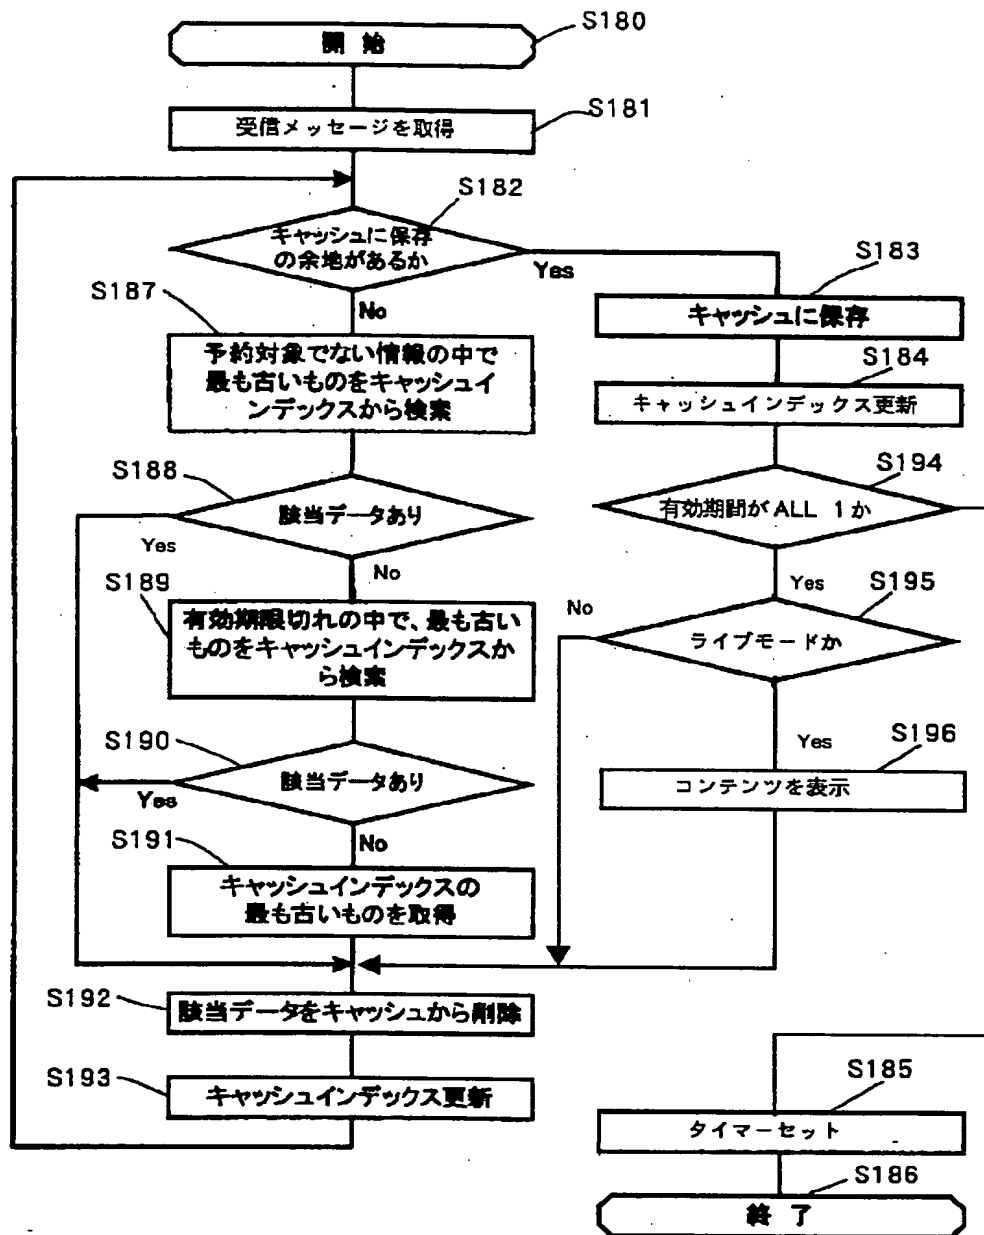 S180
開 始
S181
受信メッセージを取得
S182
キャッシュに保存
の余地があるか
Yes
No
S183
キャッシュに保存
S184
キャッシュインデックス更新
S187
予約対象でない情報の中で
最も古いものをキャッシュイ
ンデックスから検索
S188
該当データあり
Yes
No
S194
有効期間がALL 1か
Yes
S189
有効期限切れの中で、最も古い
ものをキャッシュインデックスか
ら検索
S195
ライブモードか
No
Yes
S190
該当データあり
Yes
No
S196
コンテンツを表示
S191
キャッシュインデックスの
最も古いものを取得
S192
該当データをキャッシュから削除
S193
キャッシュインデックス更新
S185
タイマーセット
S186
終 了